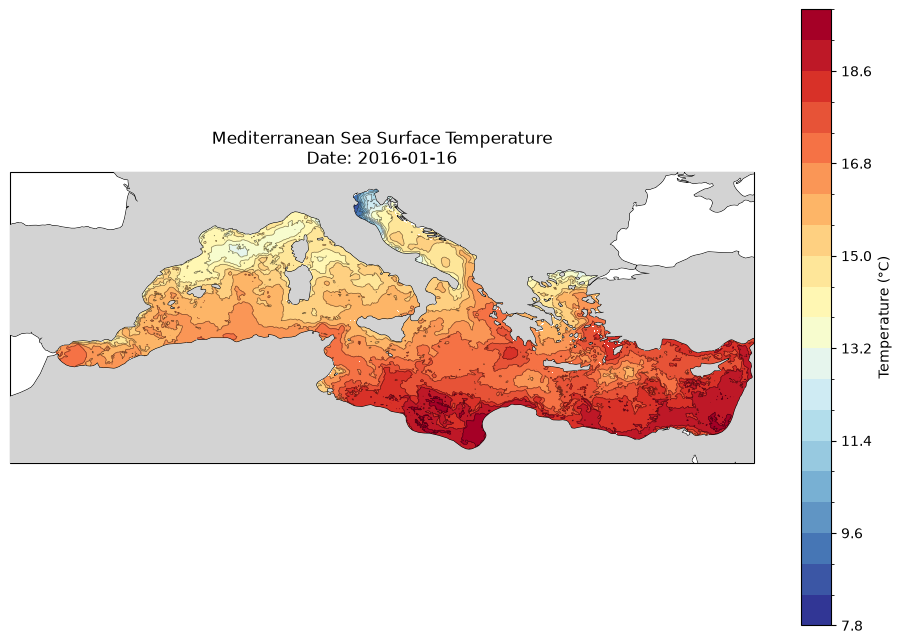 Mediterranean Sea Surface Temperature
Date: 2016-01-16
18.6
16.8
15.0
13.2
11.4
9.6
7.8
Temperature (°C)